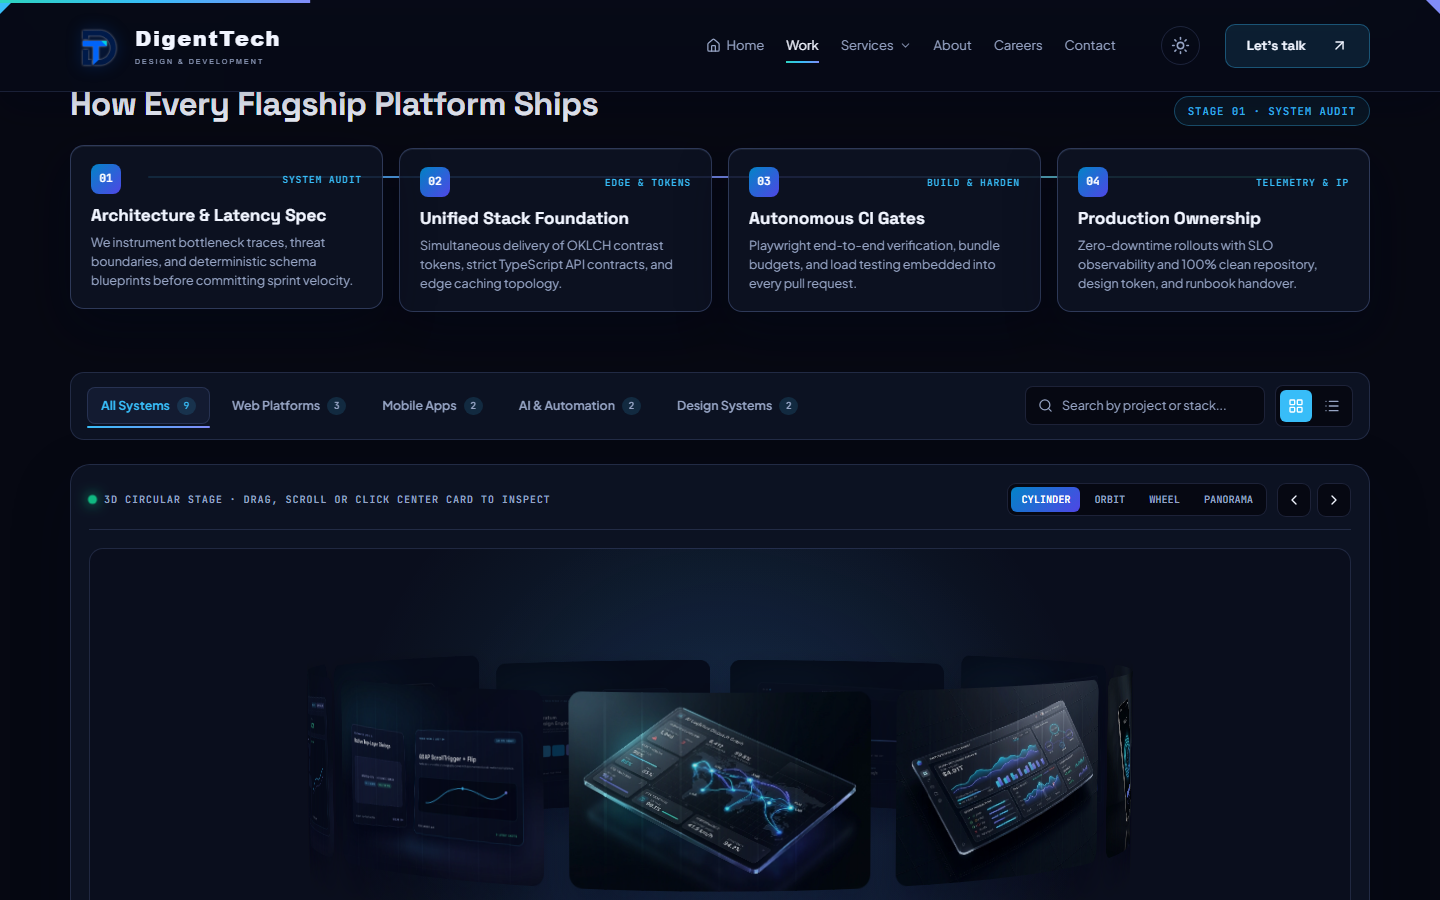 DigentTech
DESIGN & DEVELOPMENT
Home
Work
Services
About
Careers
Contact
Let's talk
How Every Flagship Platform Ships
STAGE 01 · SYSTEM AUDIT
01
SYSTEM AUDIT
Architecture & Latency Spec
We instrument bottleneck traces, threat
boundaries, and deterministic schema
blueprints before committing sprint velocity.
02
EDGE & TOKENS
Unified Stack Foundation
Simultaneous delivery of OKLCH contrast
tokens, strict TypeScript API contracts, and
edge caching topology.
03
BUILD & HARDEN
Autonomous CI Gates
Playwright end-to-end verification, bundle
budgets, and load testing embedded into
every pull request.
04
TELEMETRY & IP
Production Ownership
Zero-downtime rollouts with SLO
observability and 100% clean repository,
design token, and runbook handover.
All Systems 9
Web Platforms 3
Mobile Apps 2
AI & Automation 2
Design Systems 2
Search by project or stack...
3D CIRCULAR STAGE · DRAG, SCROLL OR CLICK CENTER CARD TO INSPECT
CYLINDER
ORBIT
WHEEL
PANORAMA
GSAP ScrollTrigger + Flip